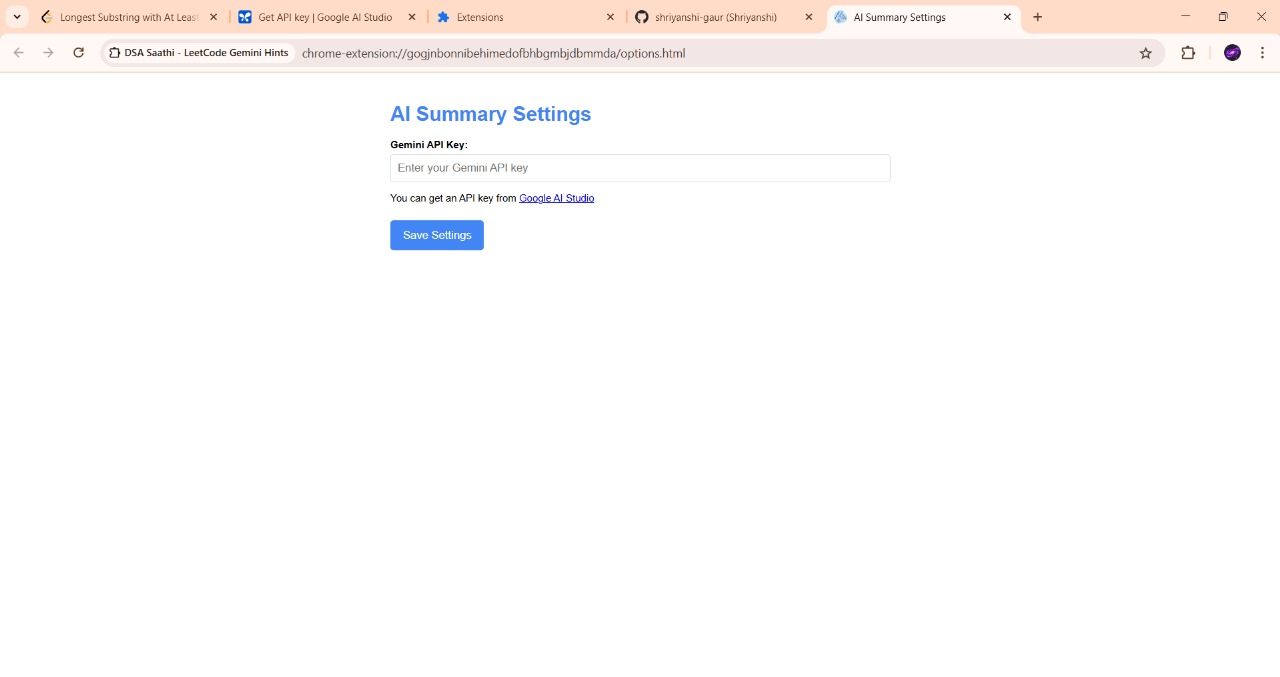 Longest Substring with At Least
Get API key | Google AI Studio
Extensions
shriyanshi-gaur (Shriyanshi)
AI Summary Settings
DSA Saathi - LeetCode Gemini Hints
chrome-extension://gogjnbonnibehimedofbhbgmbjdbmmda/options.html
AI Summary Settings
Gemini API Key:
Enter your Gemini API key
You can get an API key from Google AI Studio
Save Settings